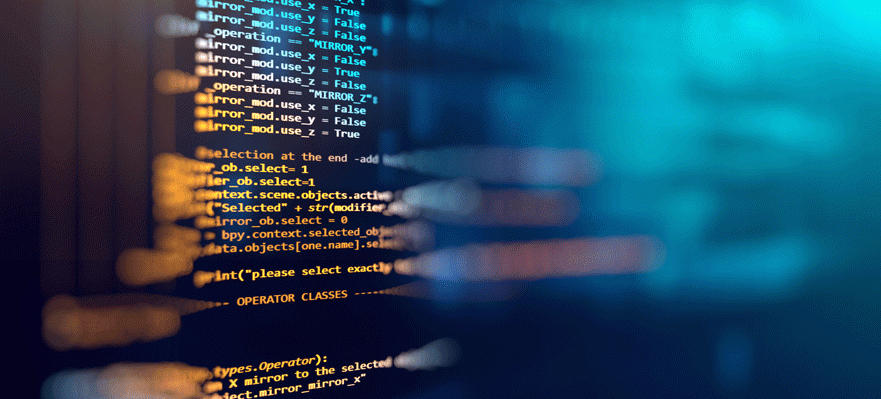 mirror_mod.use_x = True
mirror_mod.use_y = False
mirror_mod.use_z = False
_operation == "MIRROR_Y":
mirror_mod.use_x = False
mirror_mod.use_y = True
mirror_mod.use_z = False
_operation == "MIRROR_Z":
mirror_mod.use_x = False
mirror_mod.use_y = False
mirror_mod.use_z = True
selection at the end -add
_ob.select= 1
ifier_ob.select=1
context.scene.objects.active
("Selected" + str(modifier
mirror_ob.select = 0
bpy.context.selected_obj
data.objects[one.name].sel
print("please select exactly
OPERATOR CLASSES ----
types.Operator):
X mirror to the selected
ject.mirror_mirror_x"